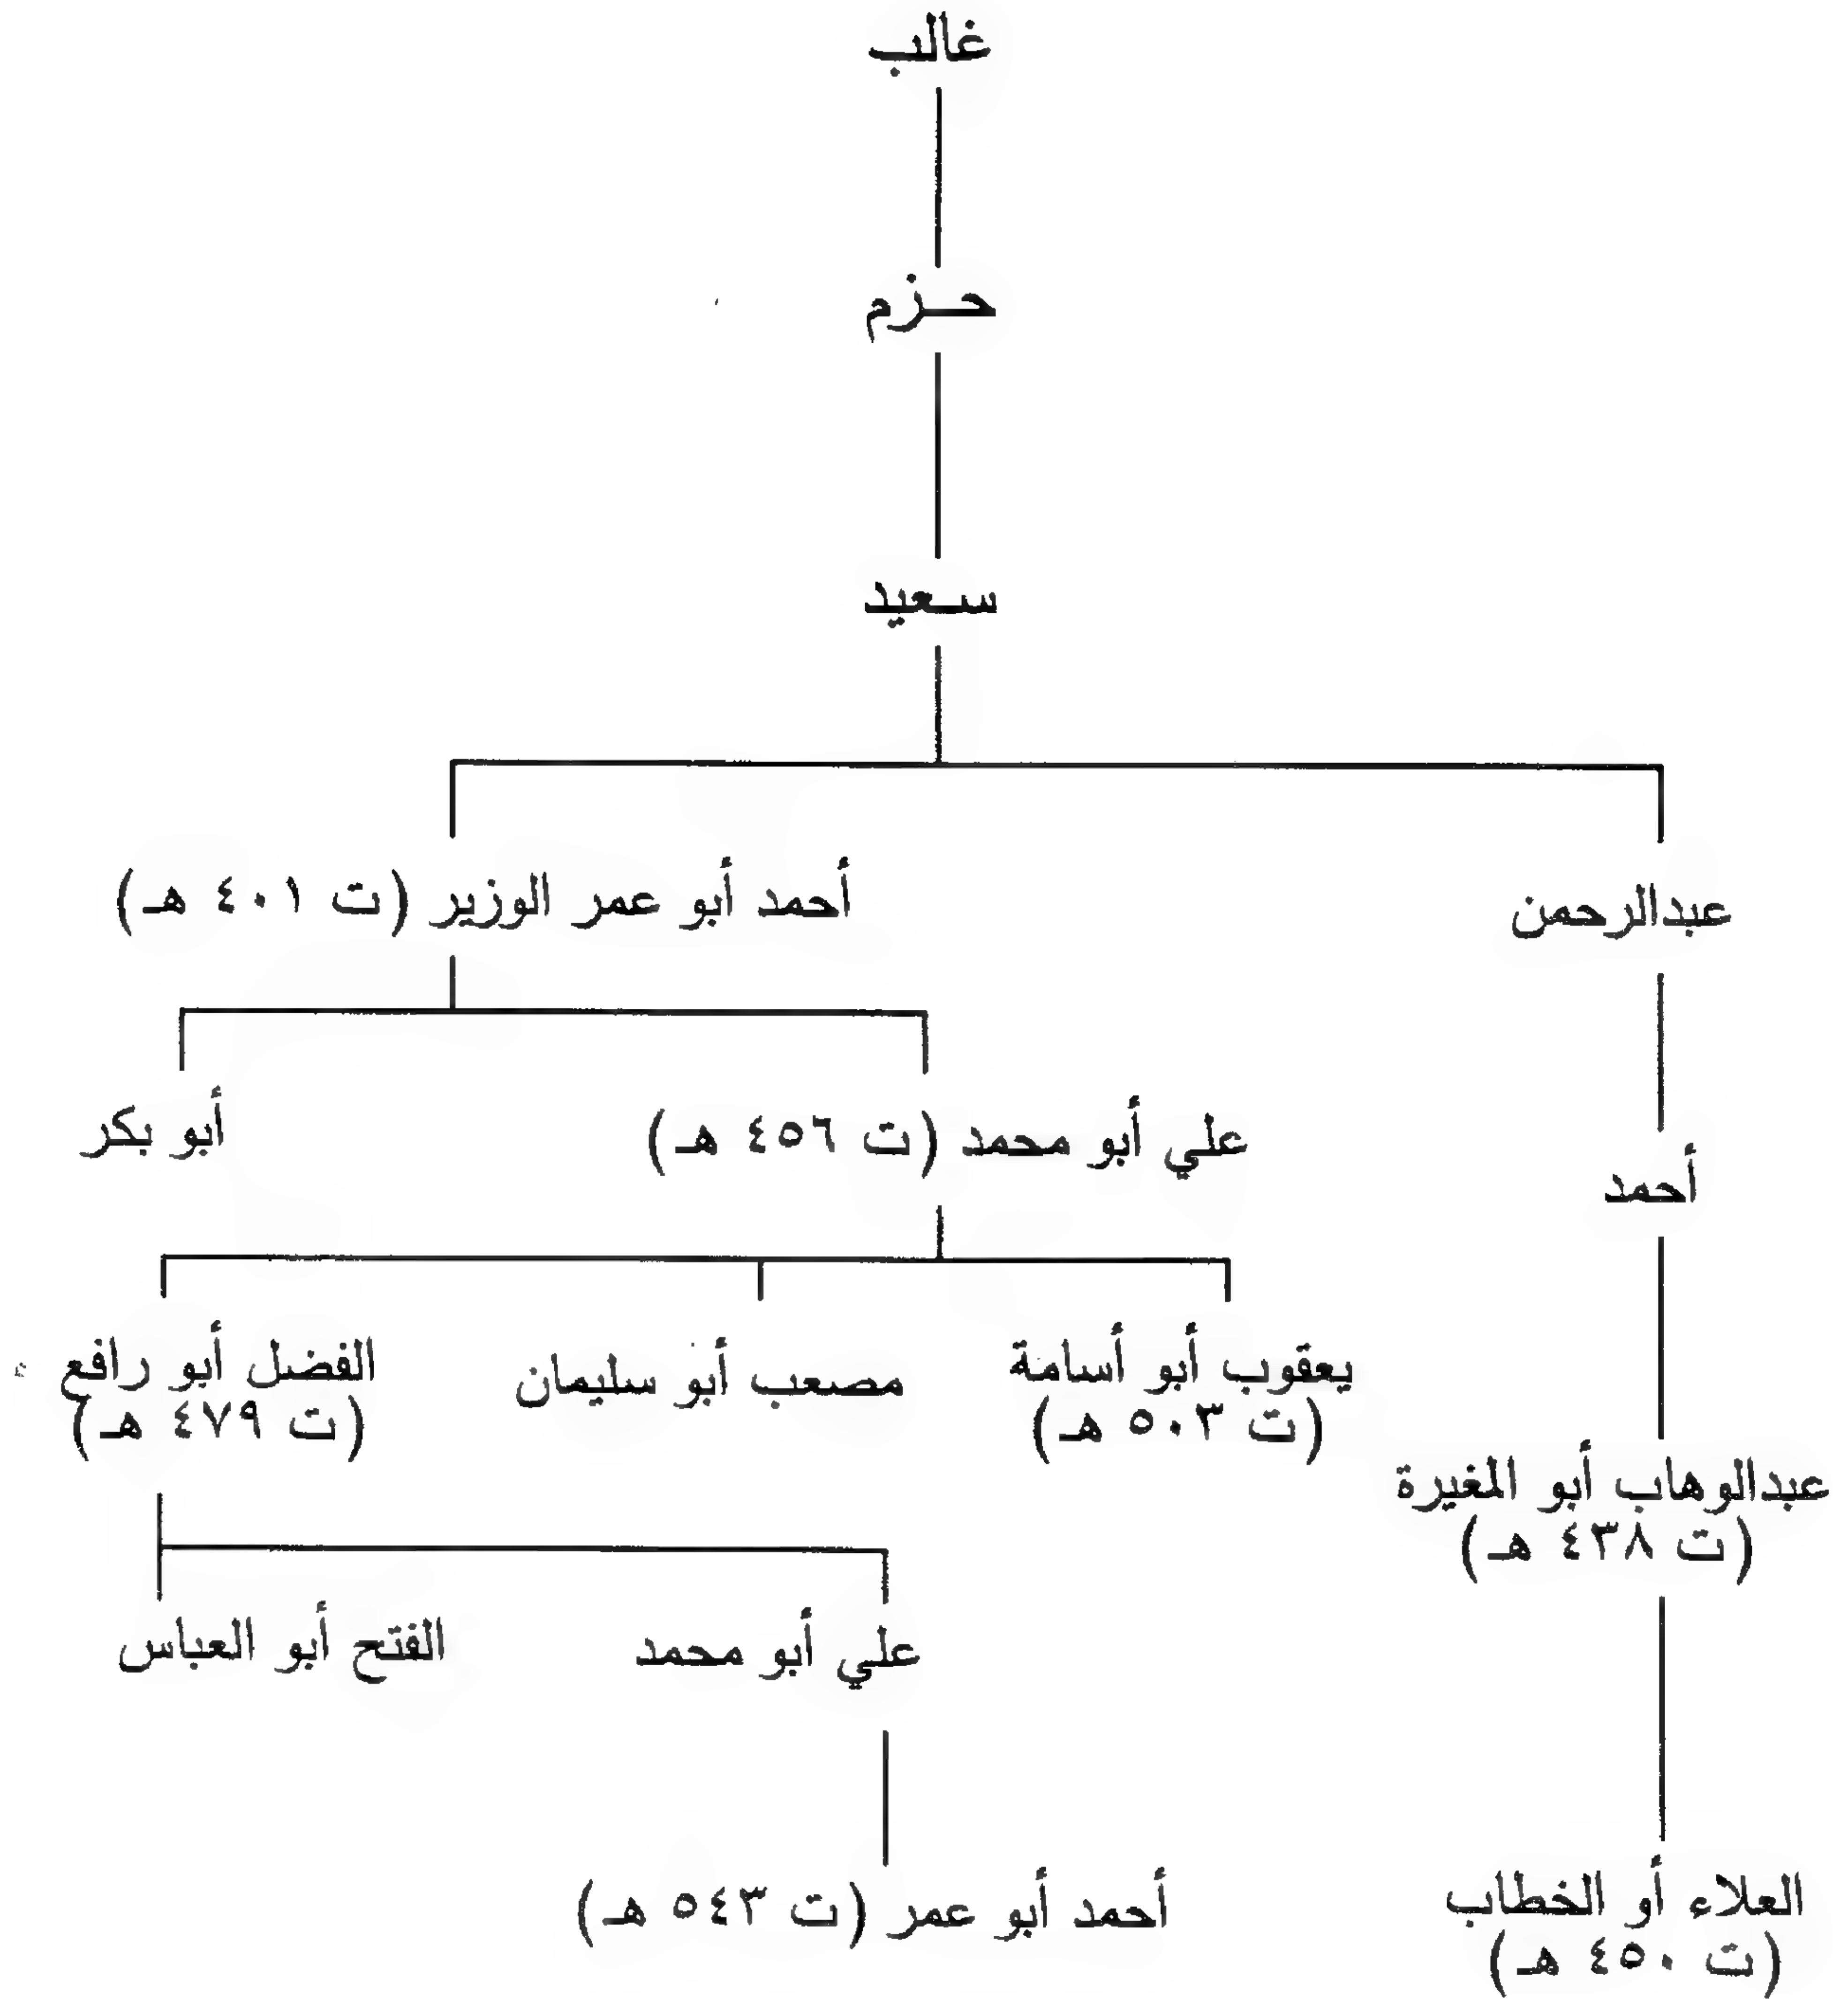 غالب
حزم
سعيد
عبدالرحمن
أحمد أبو عمر الوزير (ت ٤٠١ هـ)
علي أبو محمد (ت ٤٥٦ هـ)
أبو بكر
أحمد
يعقوب أبو أسامة
(ت ٥٠٣ هـ)
مصعب أبو سليمان
الفضل أبو رافع
(ت ٤٧٩ هـ)
عبدالوهاب أبو المغيرة
(ت ٤٣٨ هـ)
علي أبو محمد
الفتح أبو العباس
العلاء أو الخطاب
(ت ٤٥٠ هـ)
أحمد أبو عمر (ت ٥٤٣ هـ)